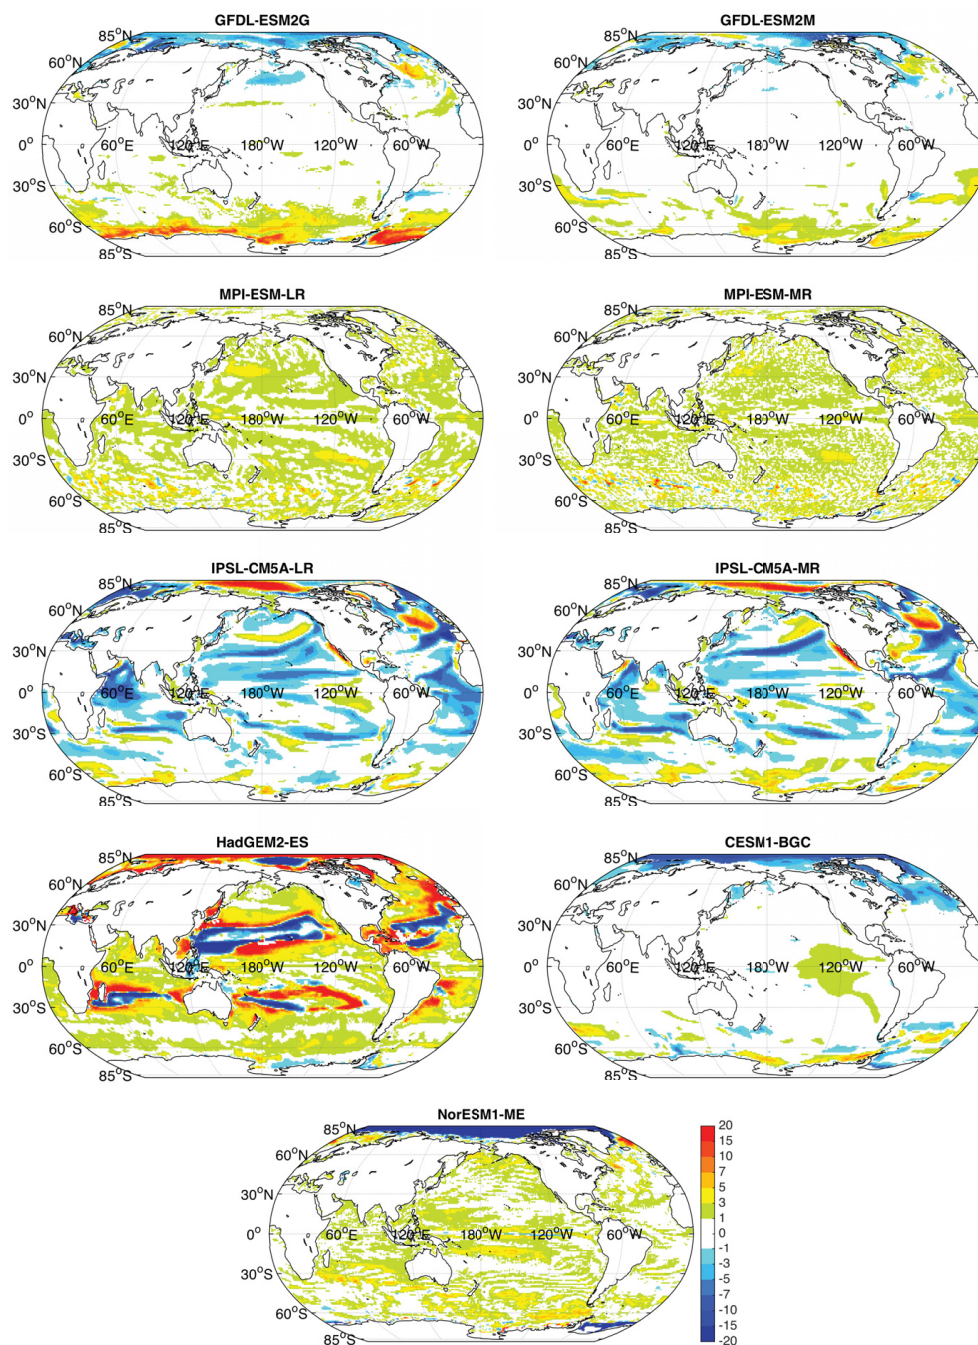 GFDL-ESM2G
85°N
60°N
30°N
0°
30°S
60°S
85°S
60°E 120°E 180°W 120°W 60°W
GFDL-ESM2M
85°N
60°N
30°N
0°
30°S
60°S
85°S
60°E 120°E 180°W 120°W 60°W
MPI-ESM-LR
85°N
60°N
30°N
0°
30°S
60°S
85°S
60°E 120°E 180°W 120°W 60°W
MPI-ESM-MR
85°N
60°N
30°N
0°
30°S
60°S
85°S
60°E 120°E 180°W 120°W 60°W
IPSL-CM5A-LR
85°N
60°N
30°N
0°
30°S
60°S
85°S
60°E 120°E 180°W 120°W 60°W
IPSL-CM5A-MR
85°N
60°N
30°N
0°
30°S
60°S
85°S
60°E 120°E 180°W 120°W 60°W
HadGEM2-ES
85°N
60°N
30°N
0°
30°S
60°S
85°S
60°E 120°E 180°W 120°W 60°W
CESM1-BGC
85°N
60°N
30°N
0°
30°S
60°S
85°S
60°E 120°E 180°W 120°W 60°W
NorESM1-ME
85°N
60°N
30°N
0°
30°S
60°S
85°S
60°E 120°E 180°W 120°W 60°W
20
15
10
7
5
3
1
0
-1
-3
-5
-7
-10
-15
-20